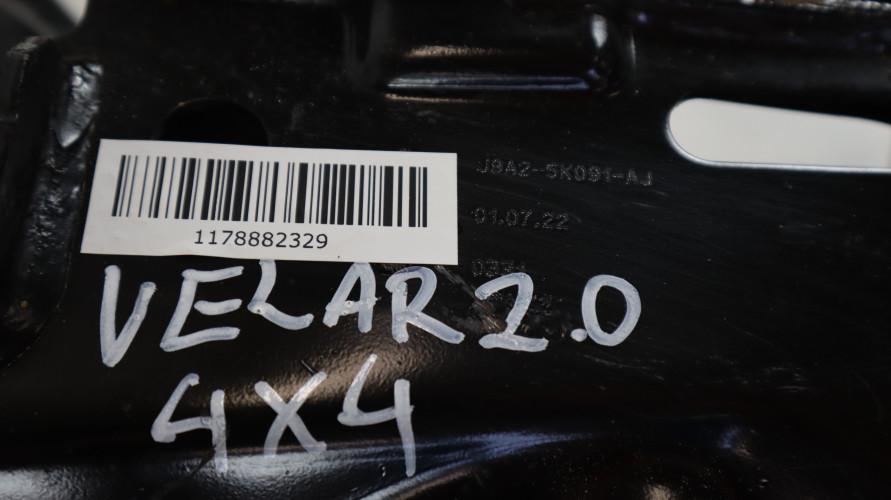 J8A2-5K091-AJ
01.07.22
1178882329
VELAR 2.0
4X4